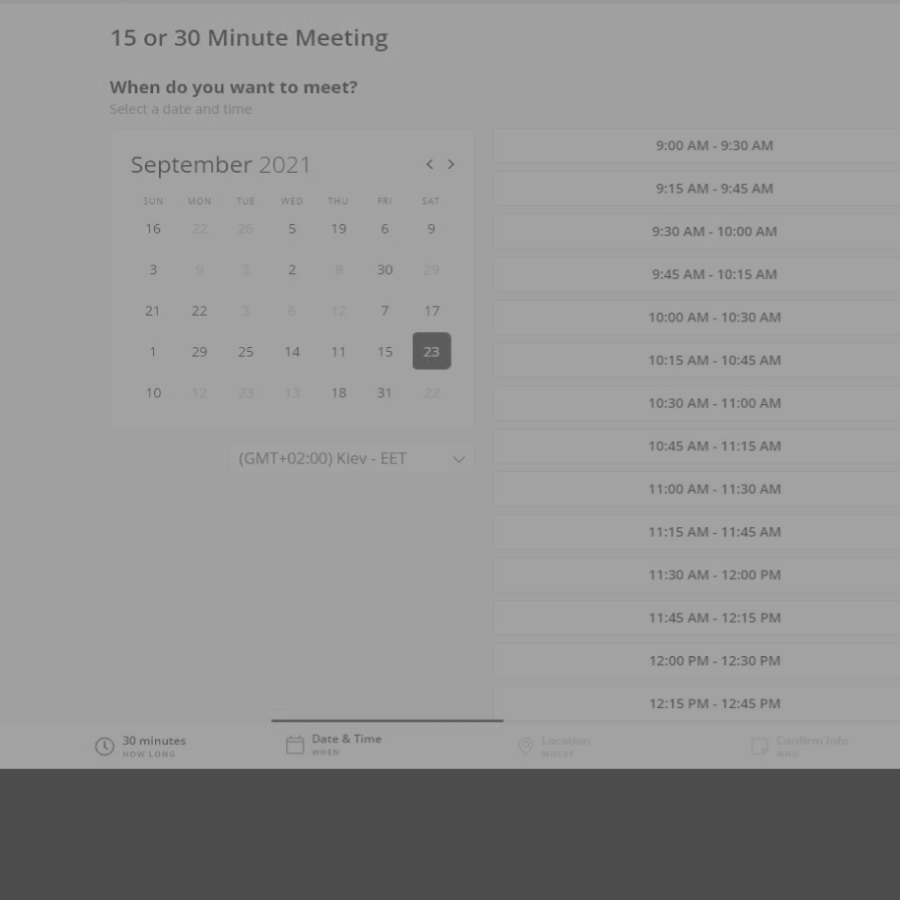 15 or 30 Minute Meeting
When do you want to meet?
Select a date and time
September 2021
SUN MON TUE WED THU FRI SAT
16 22 26 5 19 6 9
3 9 3 2 8 30 29
21 22 3 6 12 7 17
1 29 25 14 11 15 23
10 12 23 13 18 31 22
(GMT+02:00) Kiev - EET
9:00 AM - 9:30 AM
9:15 AM - 9:45 AM
9:30 AM - 10:00 AM
9:45 AM - 10:15 AM
10:00 AM - 10:30 AM
10:15 AM - 10:45 AM
10:30 AM - 11:00 AM
10:45 AM - 11:15 AM
11:00 AM - 11:30 AM
11:15 AM - 11:45 AM
11:30 AM - 12:00 PM
11:45 AM - 12:15 PM
12:00 PM - 12:30 PM
12:15 PM - 12:45 PM
30 minutes
HOW LONG
Date & Time
WHEN
Location
WHERE
Confirm Info
WHO